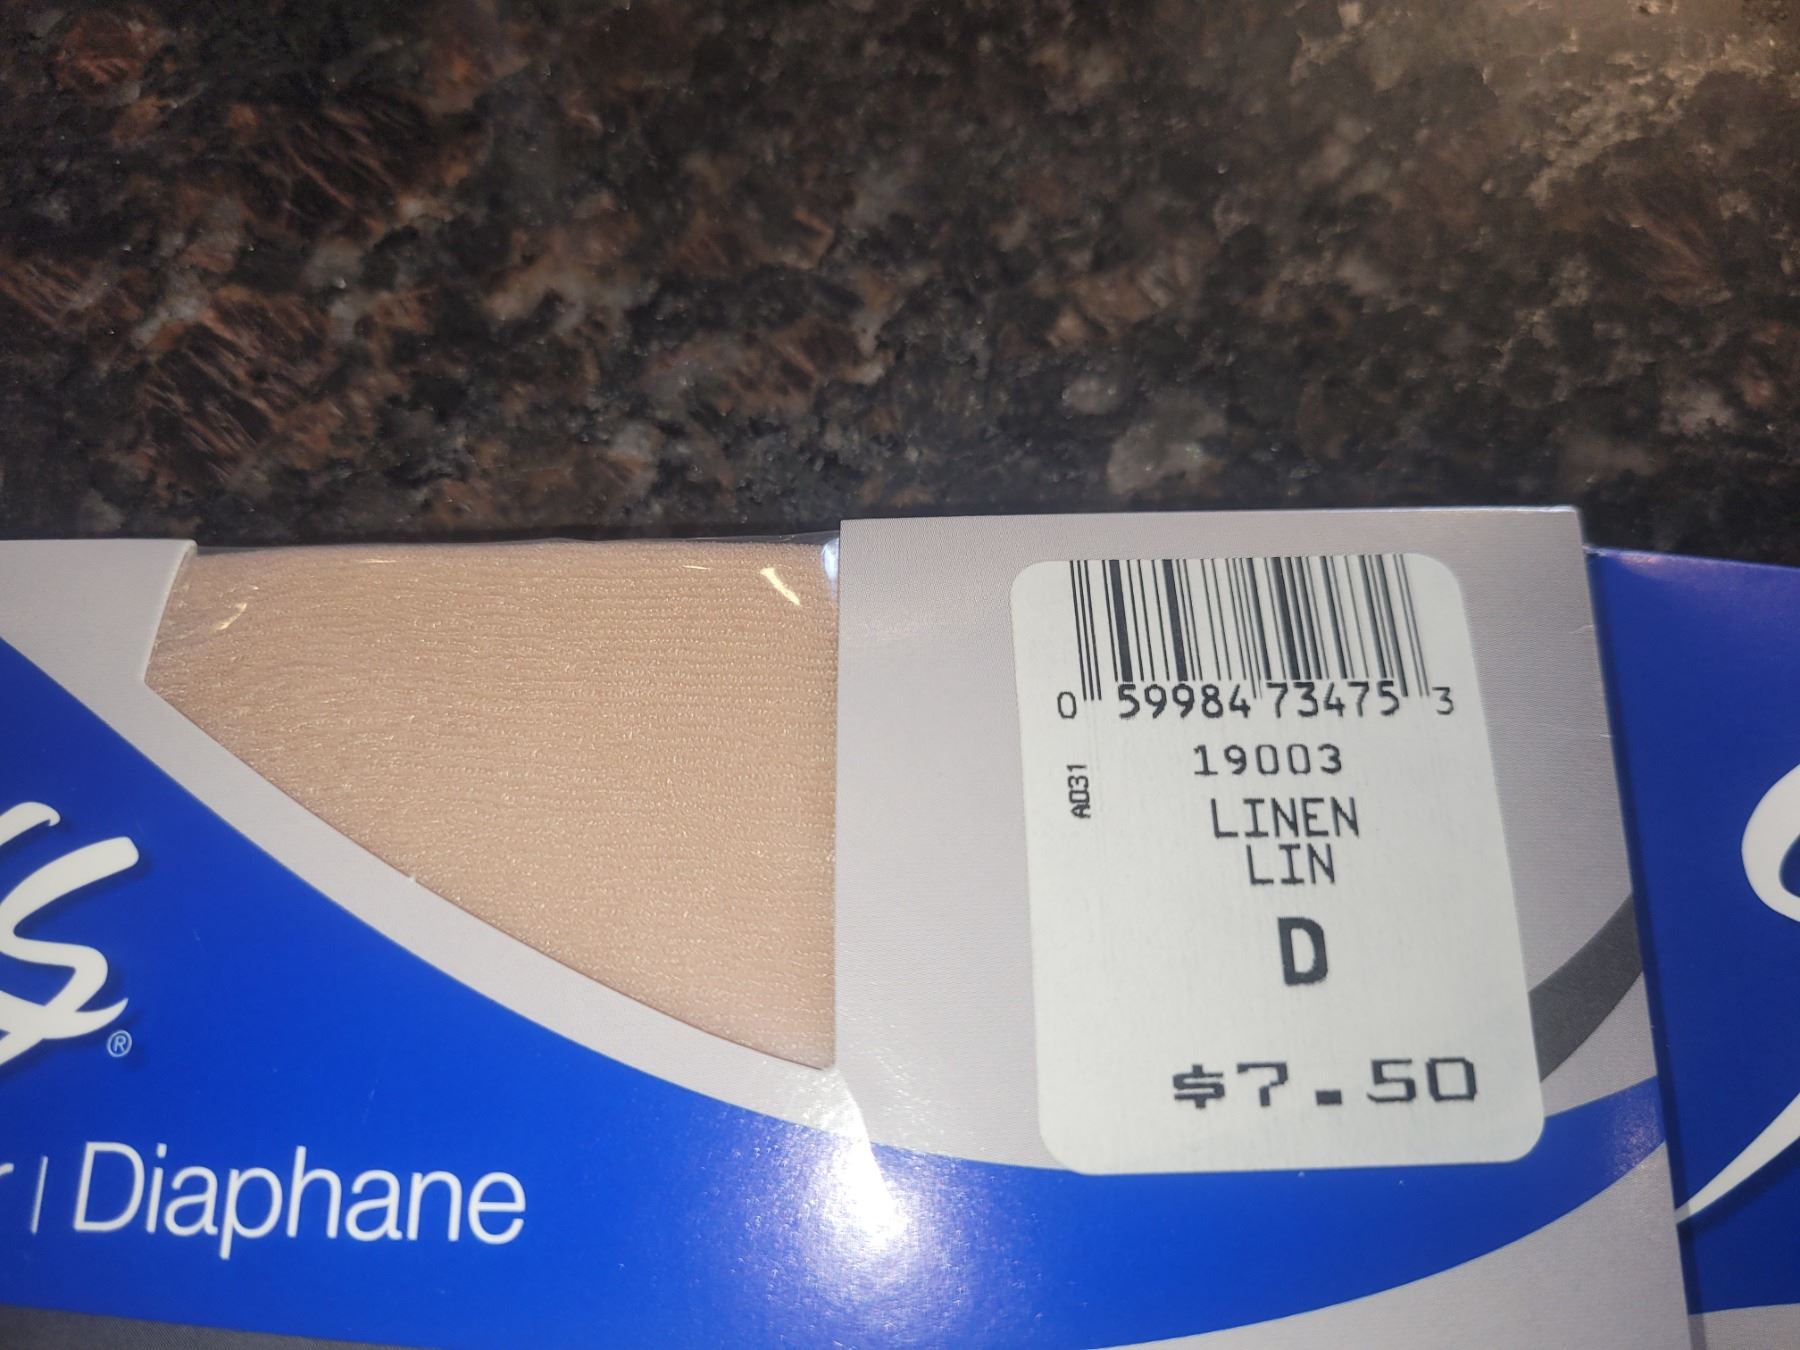 0 59984 73475 3
19003
A031
LINEN
LIN
D
$7.50
®
| Diaphane